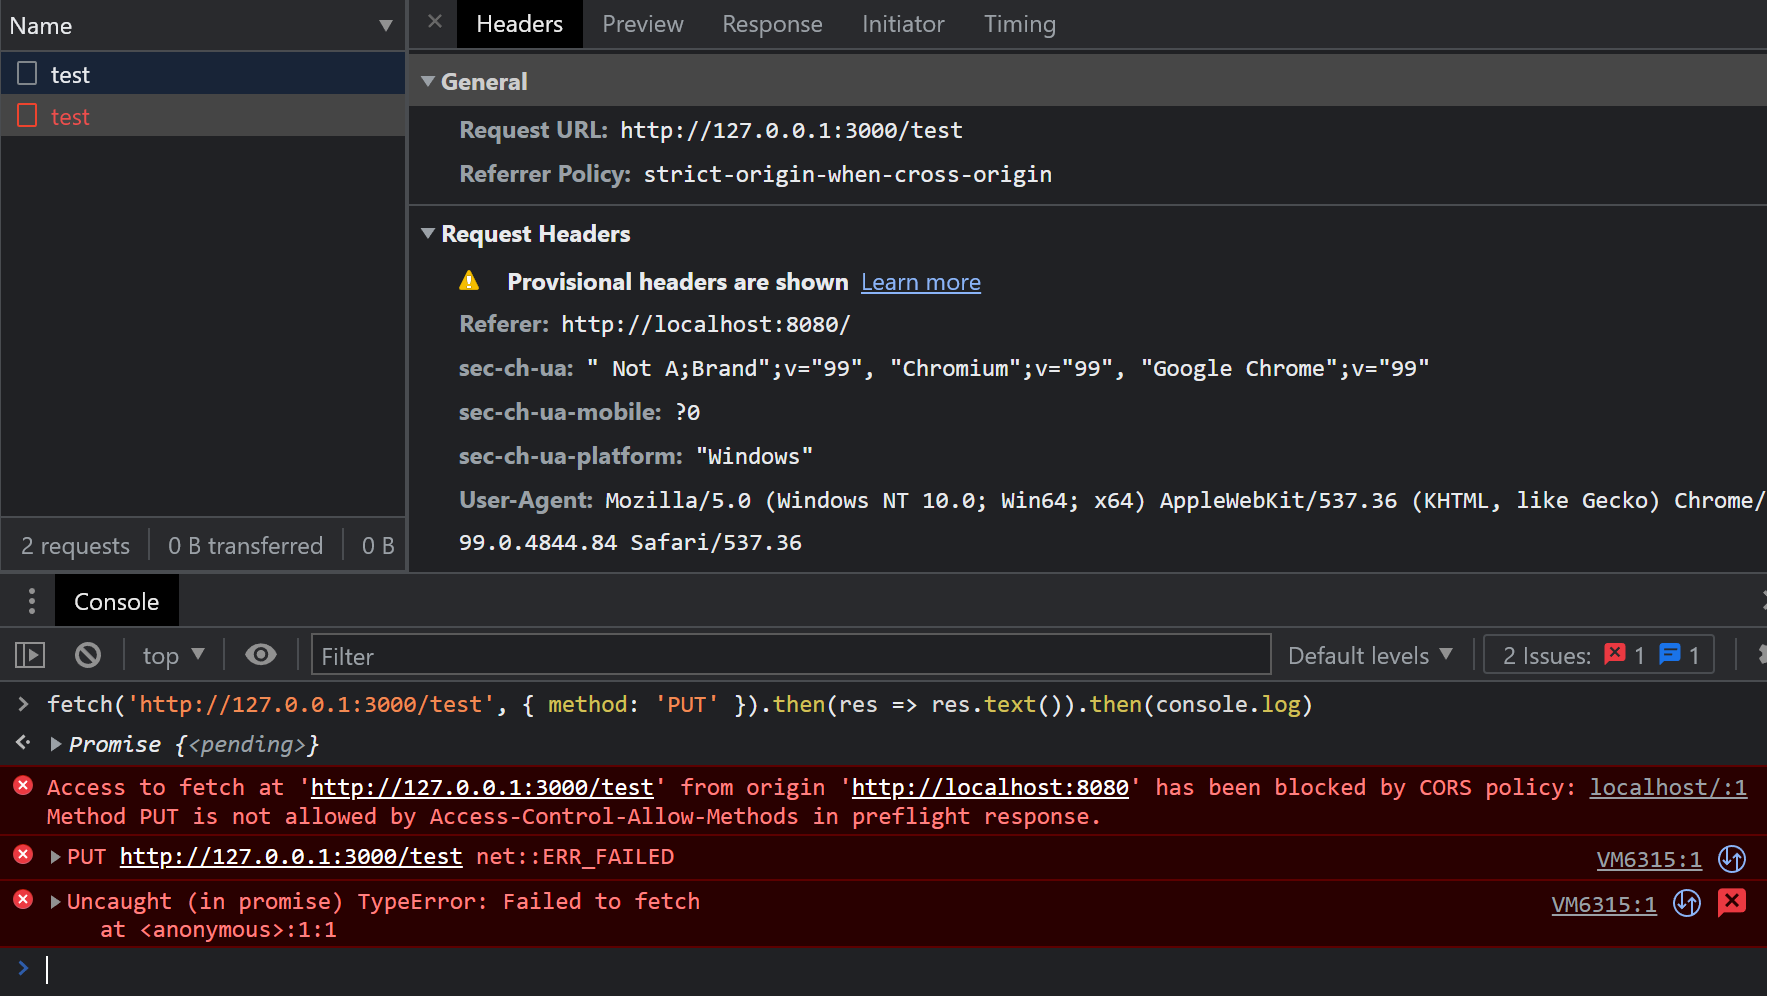 Name
test
test
2 requests 0 B transferred 0 B
Headers Preview Response Initiator Timing
General
Request URL: http://127.0.0.1:3000/test
Referrer Policy: strict-origin-when-cross-origin
Request Headers
Provisional headers are shown Learn more
Referer: http://localhost:8080/
sec-ch-ua: " Not A;Brand";v="99", "Chromium";v="99", "Google Chrome";v="99"
sec-ch-ua-mobile: ?0
sec-ch-ua-platform: "Windows"
User-Agent: Mozilla/5.0 (Windows NT 10.0; Win64; x64) AppleWebKit/537.36 (KHTML, like Gecko) Chrome/
99.0.4844.84 Safari/537.36
Console
top Filter Default levels 2 Issues: 1 1
fetch('http://127.0.0.1:3000/test', { method: 'PUT' }).then(res => res.text()).then(console.log)
Promise {<pending>}
Access to fetch at 'http://127.0.0.1:3000/test' from origin 'http://localhost:8080' has been blocked by CORS policy: localhost/:1
Method PUT is not allowed by Access-Control-Allow-Methods in preflight response.
PUT http://127.0.0.1:3000/test net::ERR_FAILED VM6315:1
Uncaught (in promise) TypeError: Failed to fetch VM6315:1
at <anonymous>:1:1